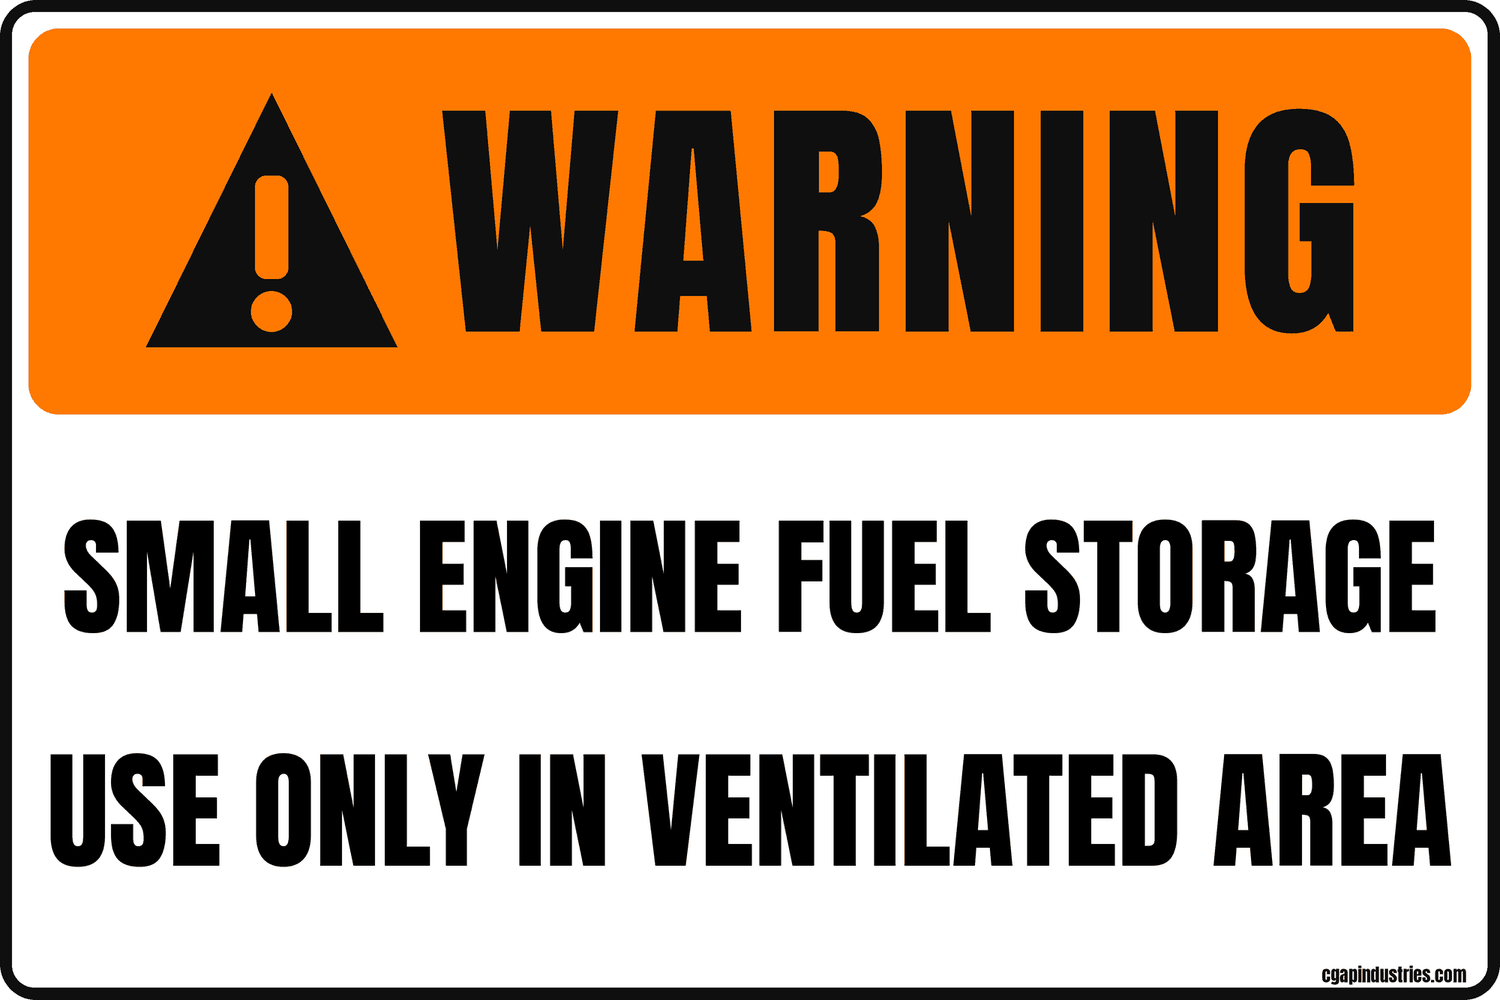 WARNING
SMALL ENGINE FUEL STORAGE
USE ONLY IN VENTILATED AREA
cgapindustries.com